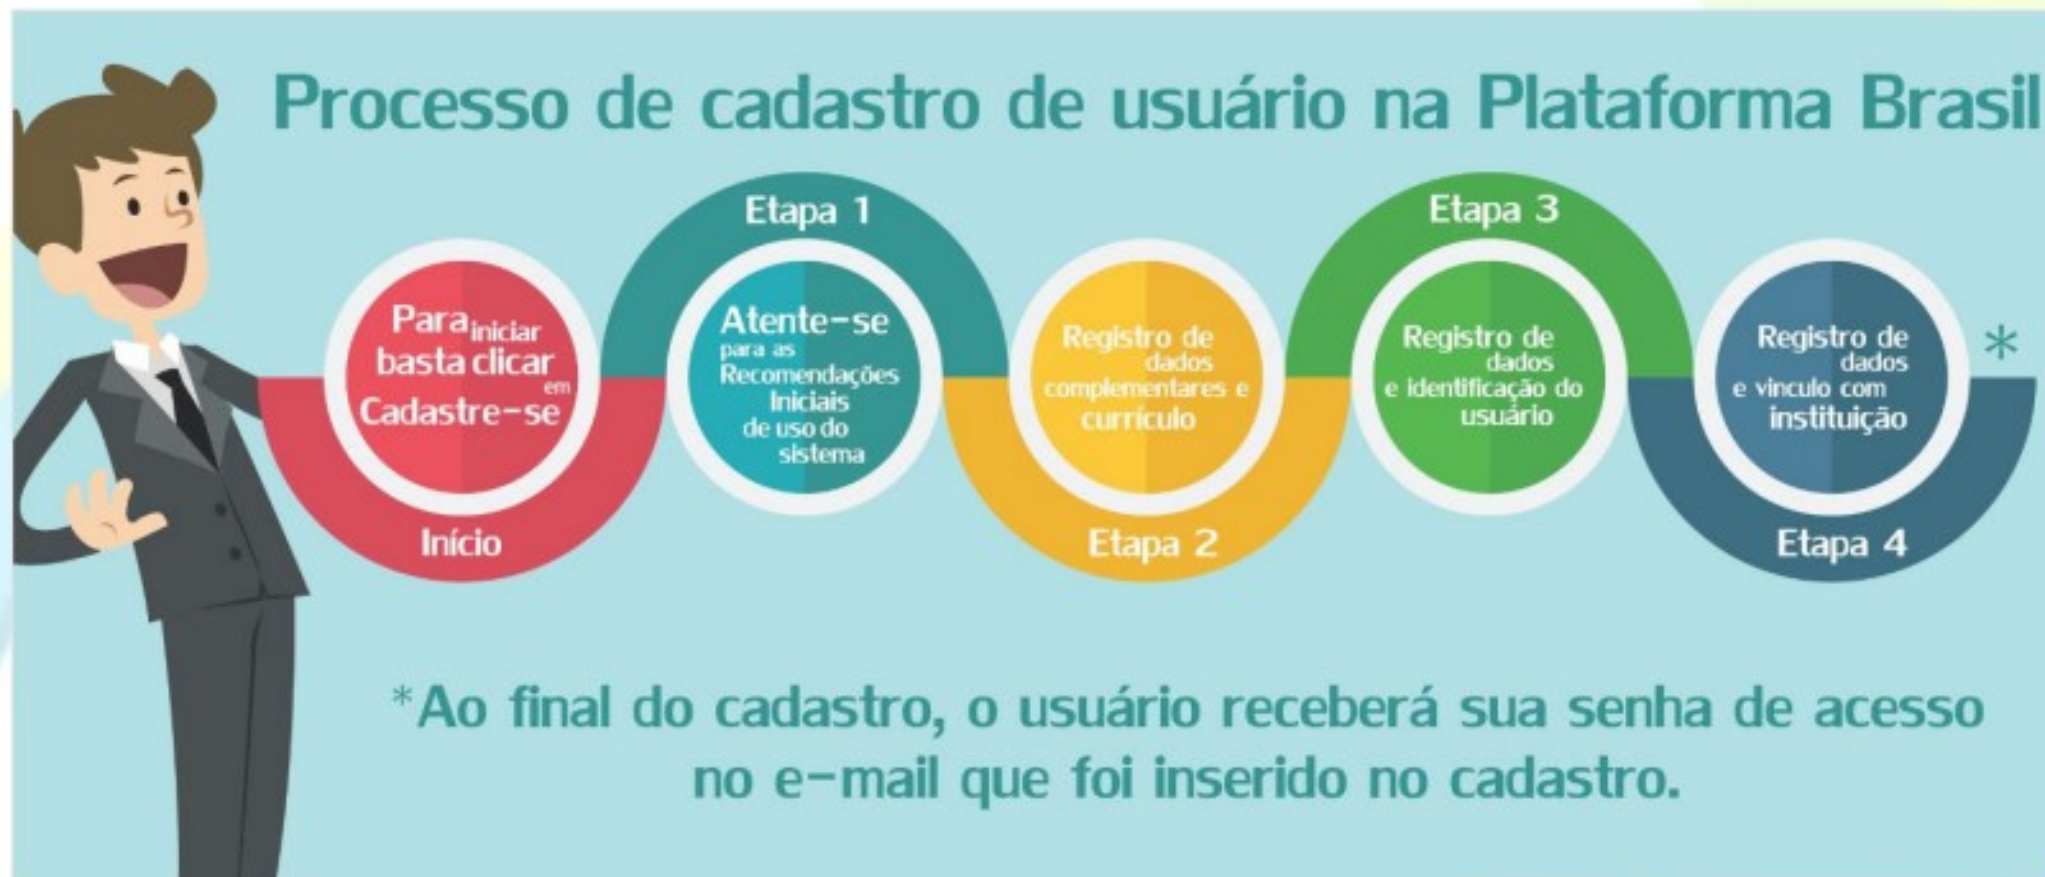 Processo de cadastro de usuário na Plataforma Brasil
Início
Para iniciar
basta clicar
em
Cadastre-se
Etapa 1
Atente-se
para as
Recomendações
Iniciais
de uso do
sistema
Etapa 2
Registro de
dados
complementares e
currículo
Etapa 3
Registro de
dados
e identificação do
usuário
Etapa 4
Registro de
dados
e vinculo com
instituição
*
*Ao final do cadastro, o usuário receberá sua senha de acesso
no e-mail que foi inserido no cadastro.